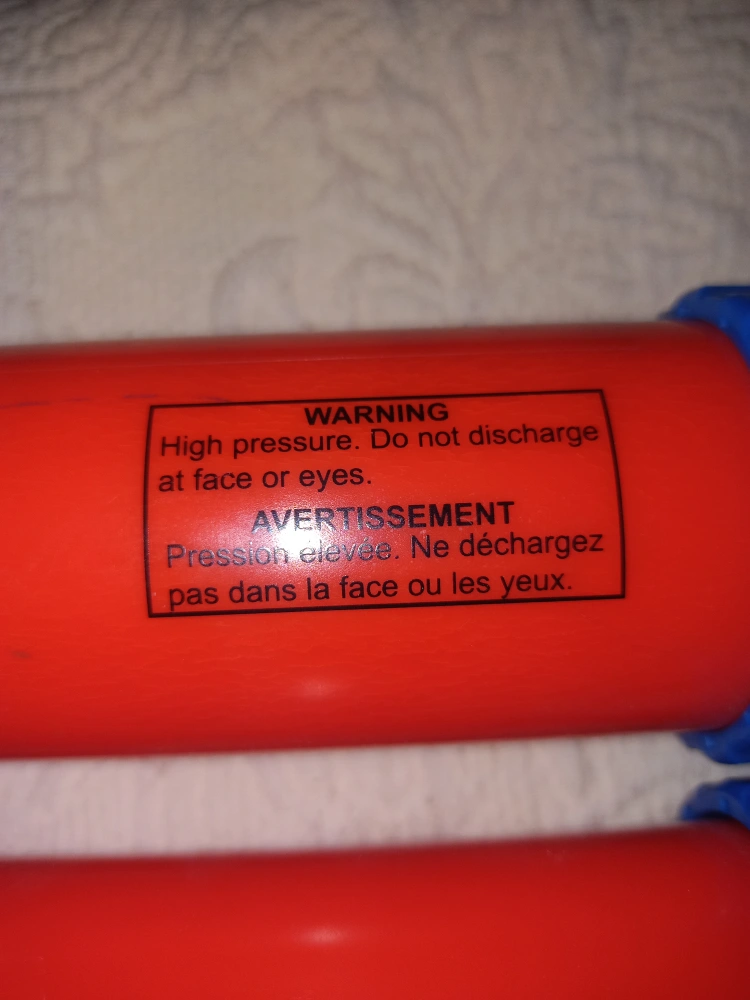 WARNING
High pressure. Do not discharge
at face or eyes.
AVERTISSEMENT
Pression elevée. Ne déchargez
pas dans la face ou les yeux.